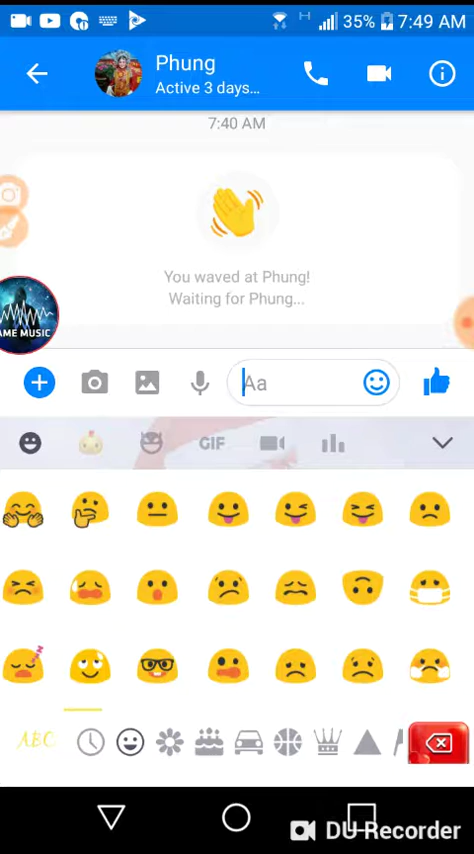 35% 7:49 AM
Phung
Active 3 days...
7:40 AM
You waved at Phung!
Waiting for Phung...
AME MUSIC
Aa
GIF
ABC
DU Recorder